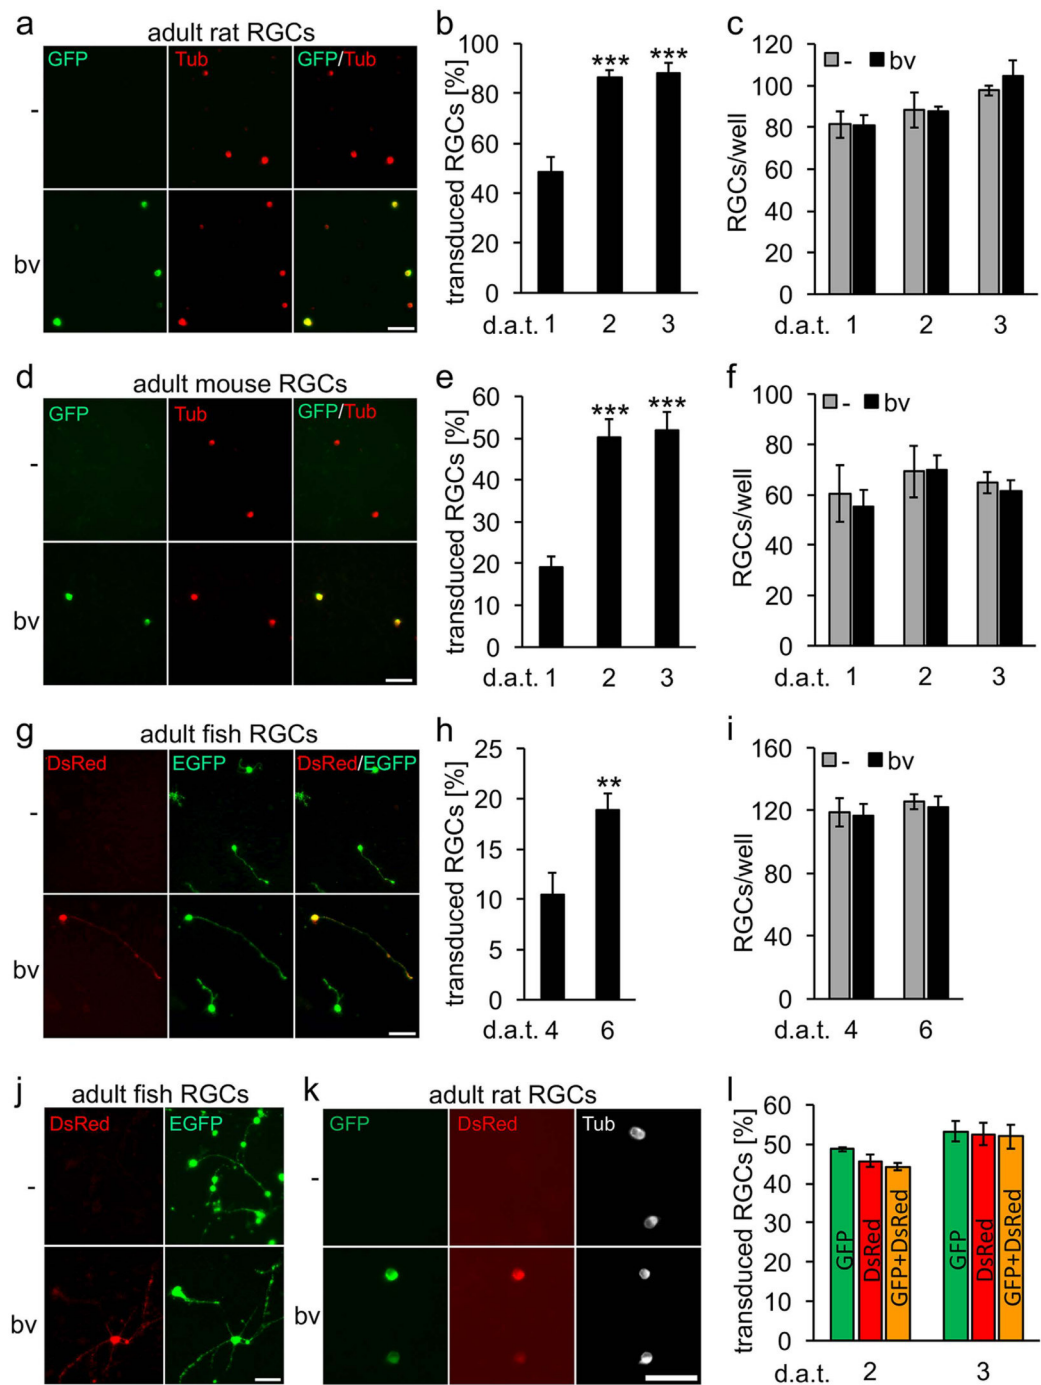 a adult rat RGCs
GFP Tub GFP/Tub
-
bv
b
transduced RGCs [%]
100
80
60
40
20
0
*** ***
d.a.t. 1 2 3
c
RGCs/well
120
100
80
60
40
20
0
- bv
d.a.t. 1 2 3
d adult mouse RGCs
GFP Tub GFP/Tub
-
bv
e
transduced RGCs [%]
60
50
40
30
20
10
0
*** ***
d.a.t. 1 2 3
f
RGCs/well
100
80
60
40
20
0
- bv
d.a.t. 1 2 3
g adult fish RGCs
DsRed EGFP DsRed/EGFP
-
bv
h
transduced RGCs [%]
25
20
15
10
5
0
**
d.a.t. 4 6
i
RGCs/well
160
120
80
40
0
- bv
d.a.t. 4 6
j adult fish RGCs
DsRed EGFP
-
bv
k adult rat RGCs
GFP DsRed Tub
-
bv
l
transduced RGCs [%]
60
50
40
30
20
10
0
GFP DsRed GFP+DsRed GFP DsRed GFP+DsRed
d.a.t. 2 3